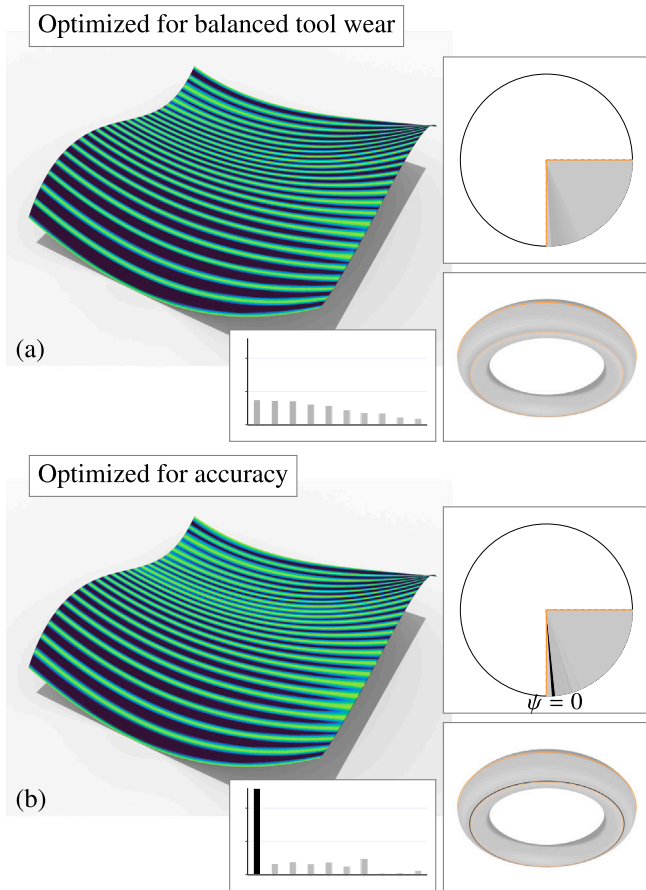 Optimized for balanced tool wear
(a)
Optimized for accuracy
ψ = 0
(b)